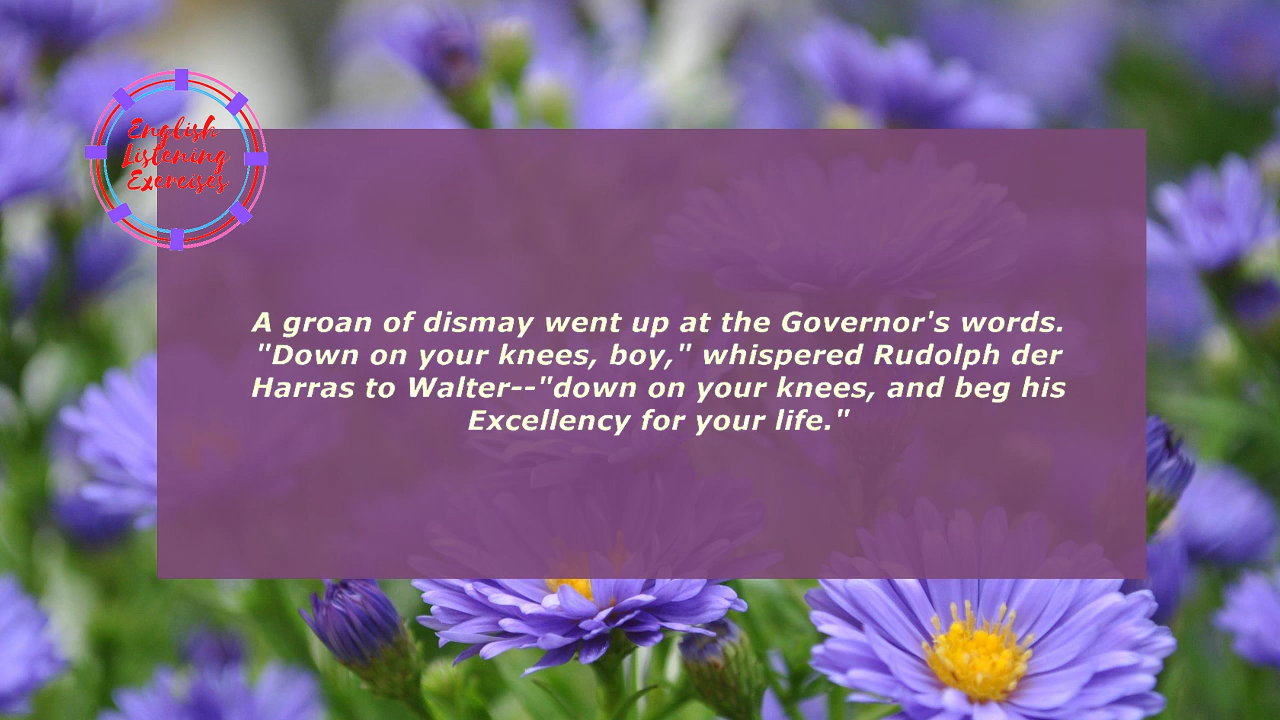 English
Listening
Exercises
A groan of dismay went up at the Governor's words.
"Down on your knees, boy," whispered Rudolph der
Harras to Walter--"down on your knees, and beg his
Excellency for your life."